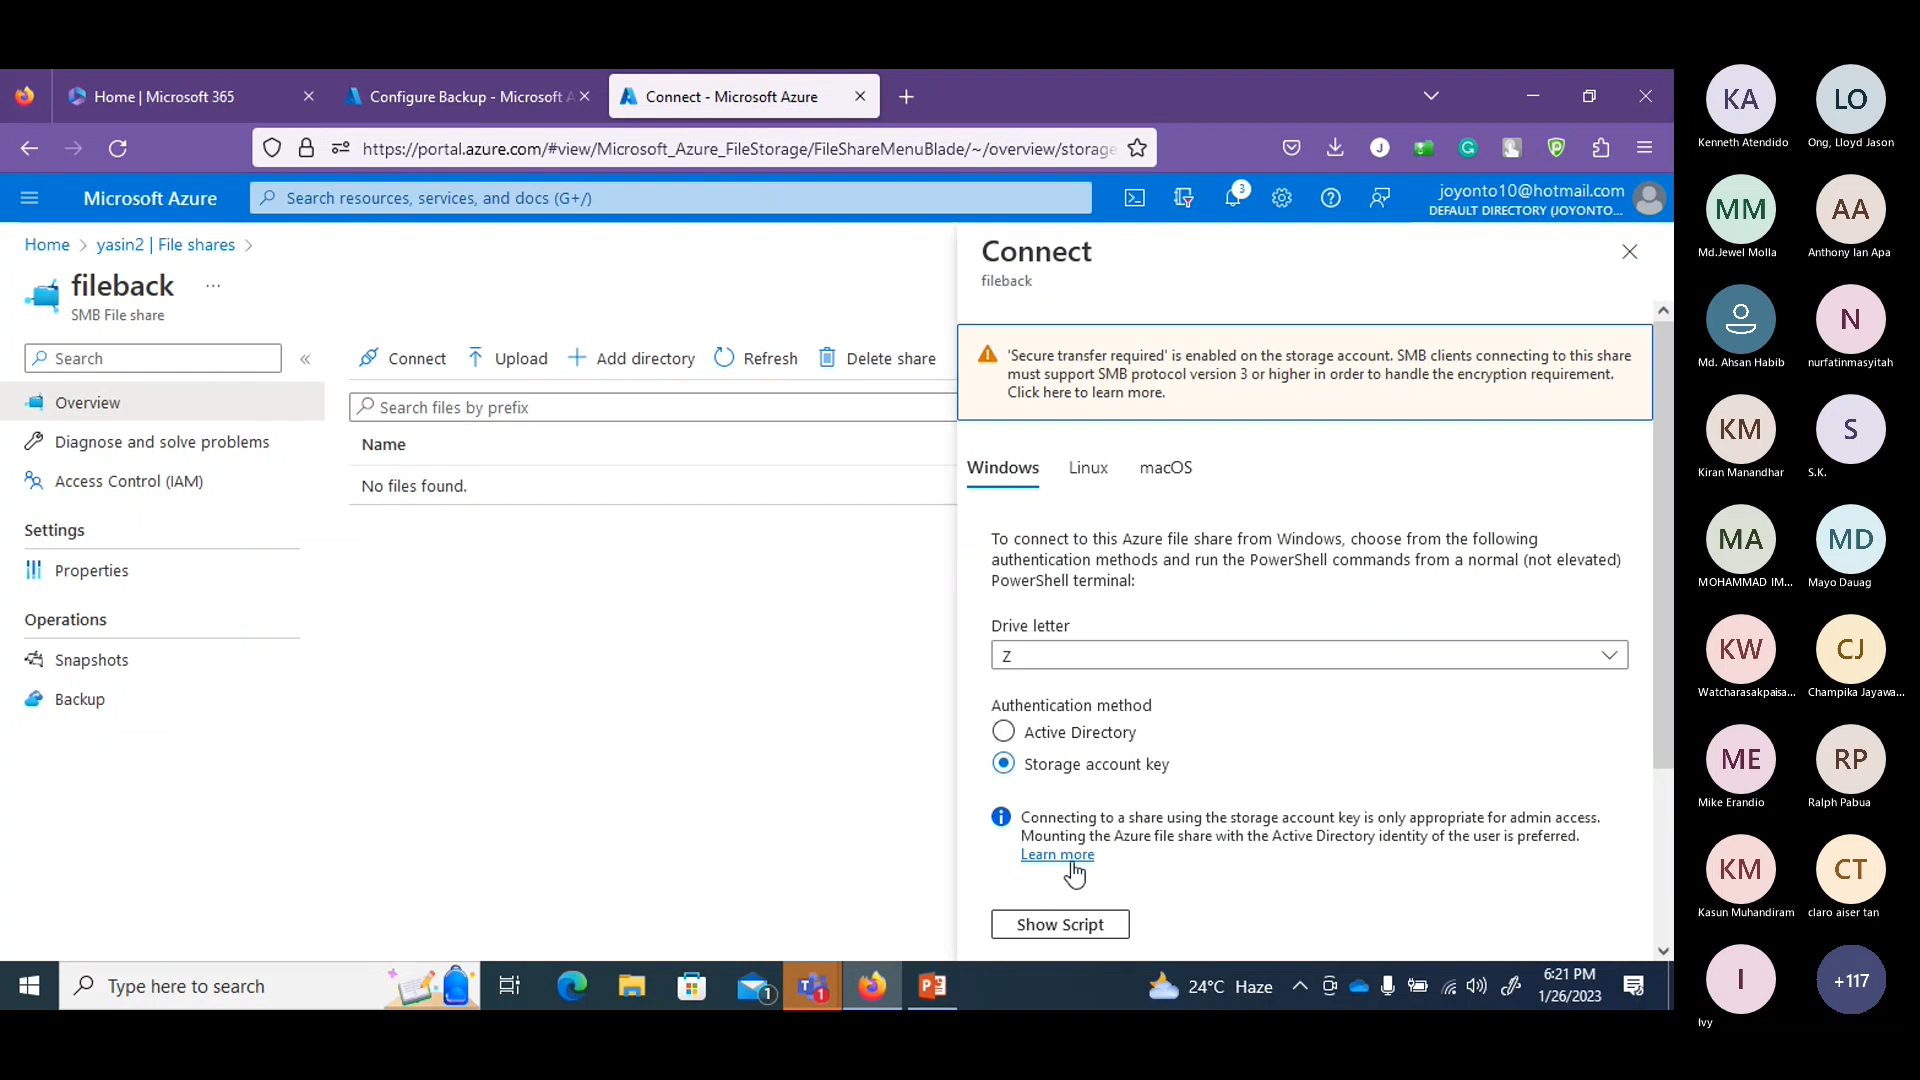 Home | Microsoft 365
Configure Backup - Microsoft A
Connect - Microsoft Azure
https://portal.azure.com/#view/Microsoft_Azure_FileStorage/FileShareMenuBlade/~/overview/storage
J
Microsoft Azure
Search resources, services, and docs (G+/)
3
joyonto10@hotmail.com
DEFAULT DIRECTORY (JOYONTO...
Home > yasin2 | File shares >
fileback ...
SMB File share
Search
«
Overview
Diagnose and solve problems
Access Control (IAM)
Settings
Properties
Operations
Snapshots
Backup
Connect
Upload
Add directory
Refresh
Delete share
Search files by prefix
Name
No files found.
Connect
fileback
'Secure transfer required' is enabled on the storage account. SMB clients connecting to this share
must support SMB protocol version 3 or higher in order to handle the encryption requirement.
Click here to learn more.
Windows
Linux
macOS
To connect to this Azure file share from Windows, choose from the following
authentication methods and run the PowerShell commands from a normal (not elevated)
PowerShell terminal:
Drive letter
Z
Authentication method
Active Directory
Storage account key
Connecting to a share using the storage account key is only appropriate for admin access.
Mounting the Azure file share with the Active Directory identity of the user is preferred.
Learn more
Show Script
Type here to search
1
1
24°C Haze
6:21 PM
1/26/2023
KA
Kenneth Atendido
LO
Ong, Lloyd Jason
MM
Md.Jewel Molla
AA
Anthony Ian Apa
Md. Ahsan Habib
N
nurfatinmasyitah
KM
Kiran Manandhar
S
S.K.
MA
MOHAMMAD IM...
MD
Mayo Dauag
KW
Watcharasakpaisa...
CJ
Champika Jayawa...
ME
Mike Erandio
RP
Ralph Pabua
KM
Kasun Muhandiram
CT
claro aiser tan
I
Ivy
+117